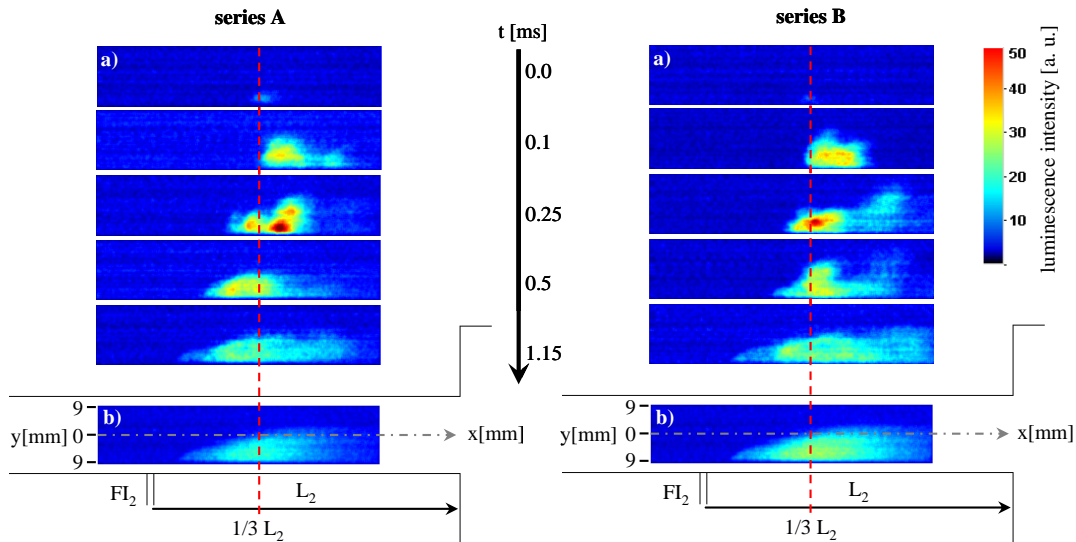 series A
series B
t [ms]
a)
0.0
0.1
0.25
0.5
1.15
a)
50
40
30
20
10
luminescence intensity [a. u.]
b)
9
y[mm] 0
9
x[mm]
FI2
L2
1/3 L2
b)
9
y[mm] 0
9
x[mm]
FI2
L2
1/3 L2